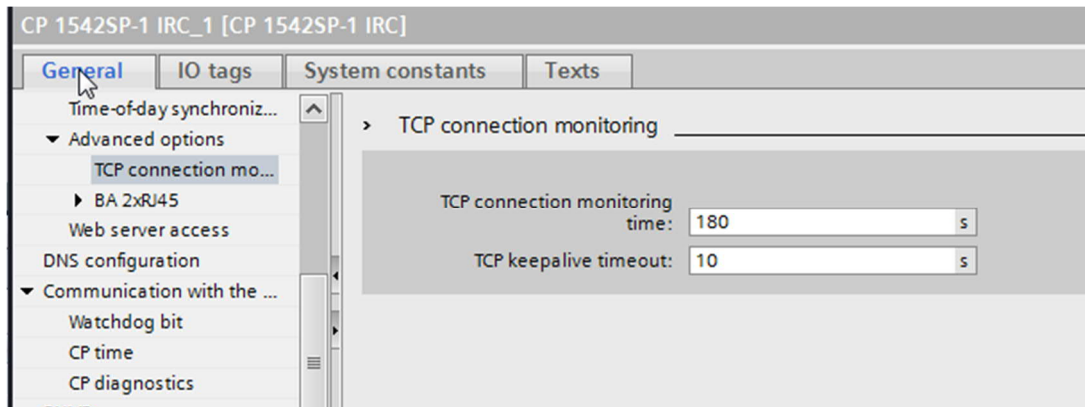 CP 1542SP-1 IRC_1 [CP 1542SP-1 IRC]
General IO tags System constants Texts
Time-of-day synchroniz...
Advanced options
TCP connection mo...
BA 2xRJ45
Web server access
DNS configuration
Communication with the ...
Watchdog bit
CP time
CP diagnostics
TCP connection monitoring
TCP connection monitoring
time: 180 s
TCP keepalive timeout: 10 s